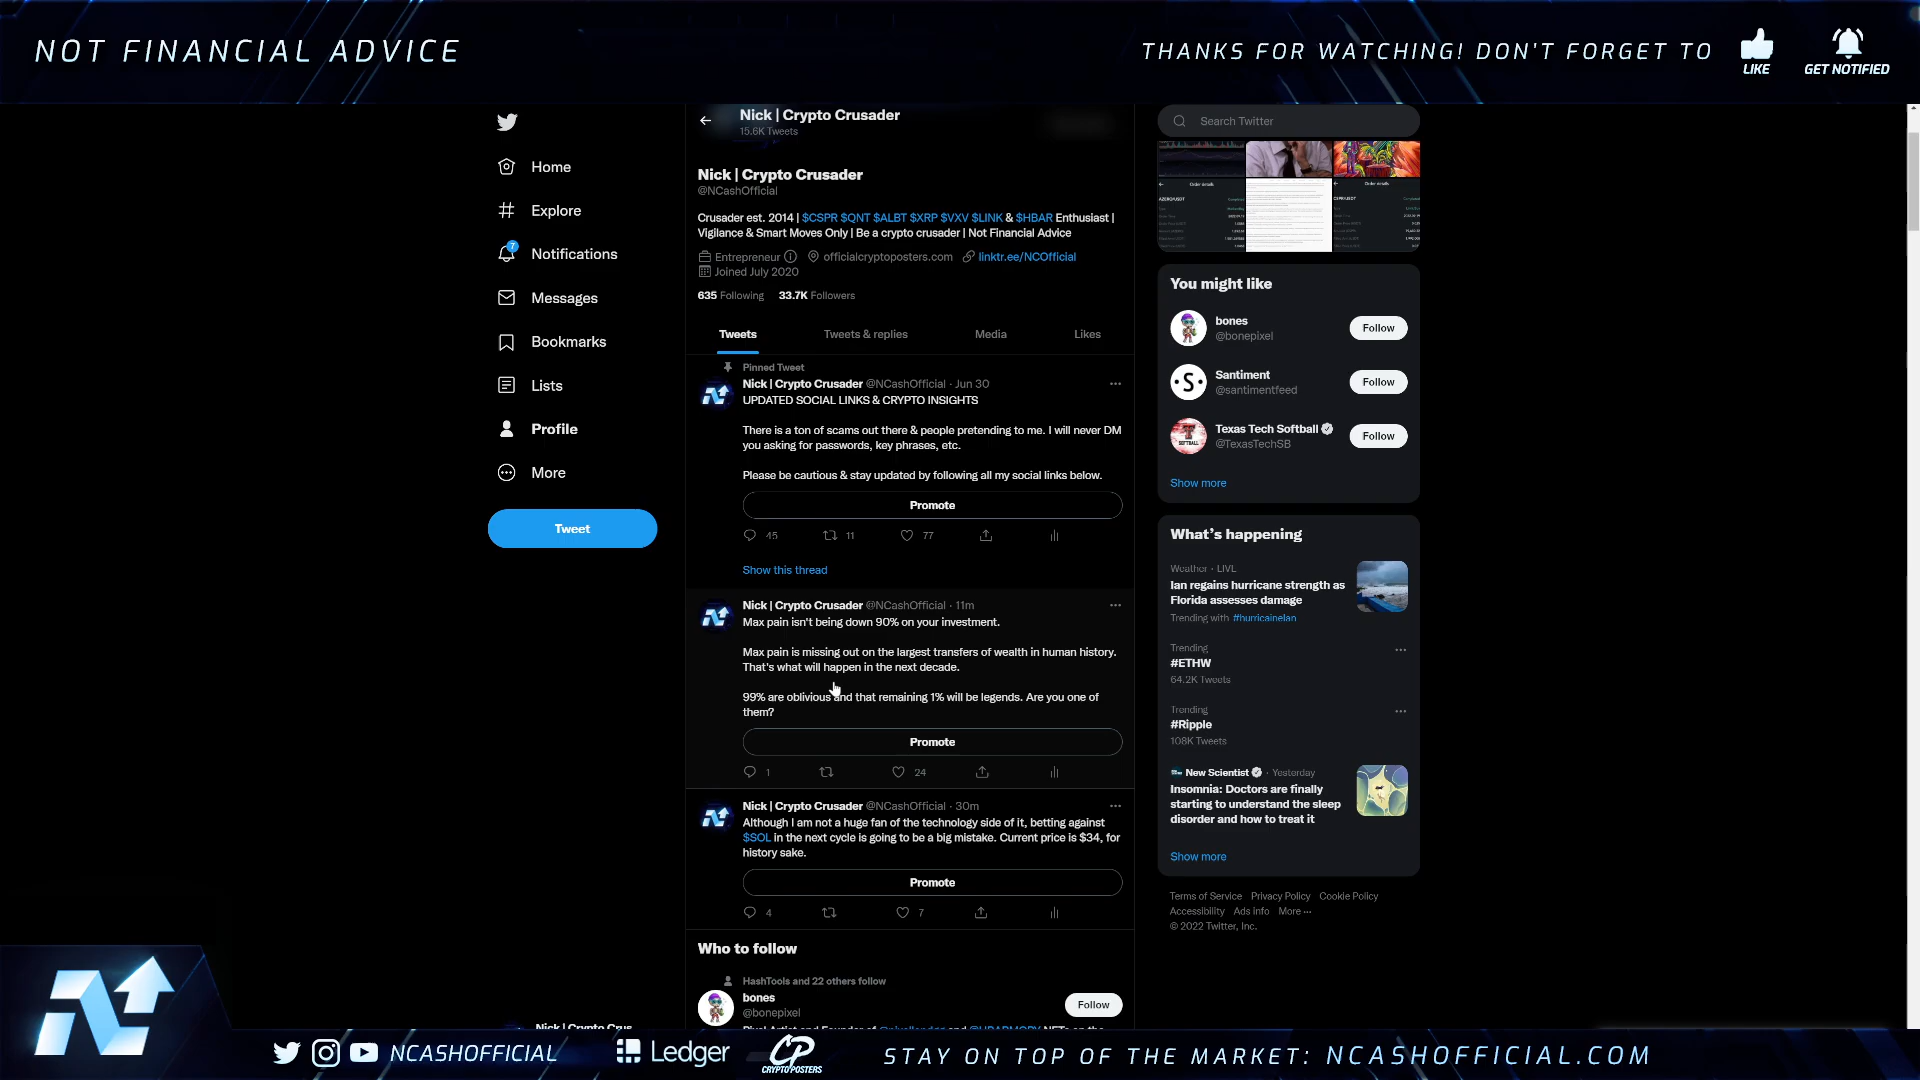 NOT FINANCIAL ADVICE
THANKS FOR WATCHING! DON'T FORGET TO
LIKE
GET NOTIFIED
Home
Explore
7
Notifications
Messages
Bookmarks
Lists
Profile
More
Tweet
Nick | Crypto Crusader
15.6K Tweets
Nick | Crypto Crusader
@NCashOfficial
Crusader est. 2014 | $CSPR $QNT $ALBT $XRP $VXV $LINK & $HBAR Enthusiast |
Vigilance & Smart Moves Only | Be a crypto crusader | Not Financial Advice
Entrepreneur officialcryptoposters.com linktr.ee/NCOfficial
Joined July 2020
635 Following 33.7K Followers
Tweets Tweets & replies Media Likes
Pinned Tweet
Nick | Crypto Crusader @NCashOfficial · Jun 30
UPDATED SOCIAL LINKS & CRYPTO INSIGHTS
There is a ton of scams out there & people pretending to me. I will never DM
you asking for passwords, key phrases, etc.
Please be cautious & stay updated by following all my social links below.
Promote
45 11 77
Show this thread
Nick | Crypto Crusader @NCashOfficial · 11m
Max pain isn't being down 90% on your investment.
Max pain is missing out on the largest transfers of wealth in human history.
That's what will happen in the next decade.
99% are oblivious and that remaining 1% will be legends. Are you one of
them?
Promote
1 24
Nick | Crypto Crusader @NCashOfficial · 30m
Although I am not a huge fan of the technology side of it, betting against
$SOL in the next cycle is going to be a big mistake. Current price is $34, for
history sake.
Promote
4 7
Who to follow
HashTools and 22 others follow
bones
@bonepixel
Follow
Search Twitter
Order details
Order details
You might like
bones
@bonepixel
Follow
Santiment
@santimentfeed
Follow
Texas Tech Softball
@TexasTechSB
Follow
Show more
What's happening
Weather · LIVE
Ian regains hurricane strength as
Florida assesses damage
Trending with #hurricaneIan
Trending
#ETHW
64.2K Tweets
Trending
#Ripple
108K Tweets
New Scientist · Yesterday
Insomnia: Doctors are finally
starting to understand the sleep
disorder and how to treat it
Show more
Terms of Service Privacy Policy Cookie Policy
Accessibility Ads info More ···
© 2022 Twitter, Inc.
Nick | Crypto Crus
NCASHOFFICIAL
Ledger
CP
CRYPTO POSTERS
STAY ON TOP OF THE MARKET: NCASHOFFICIAL.COM